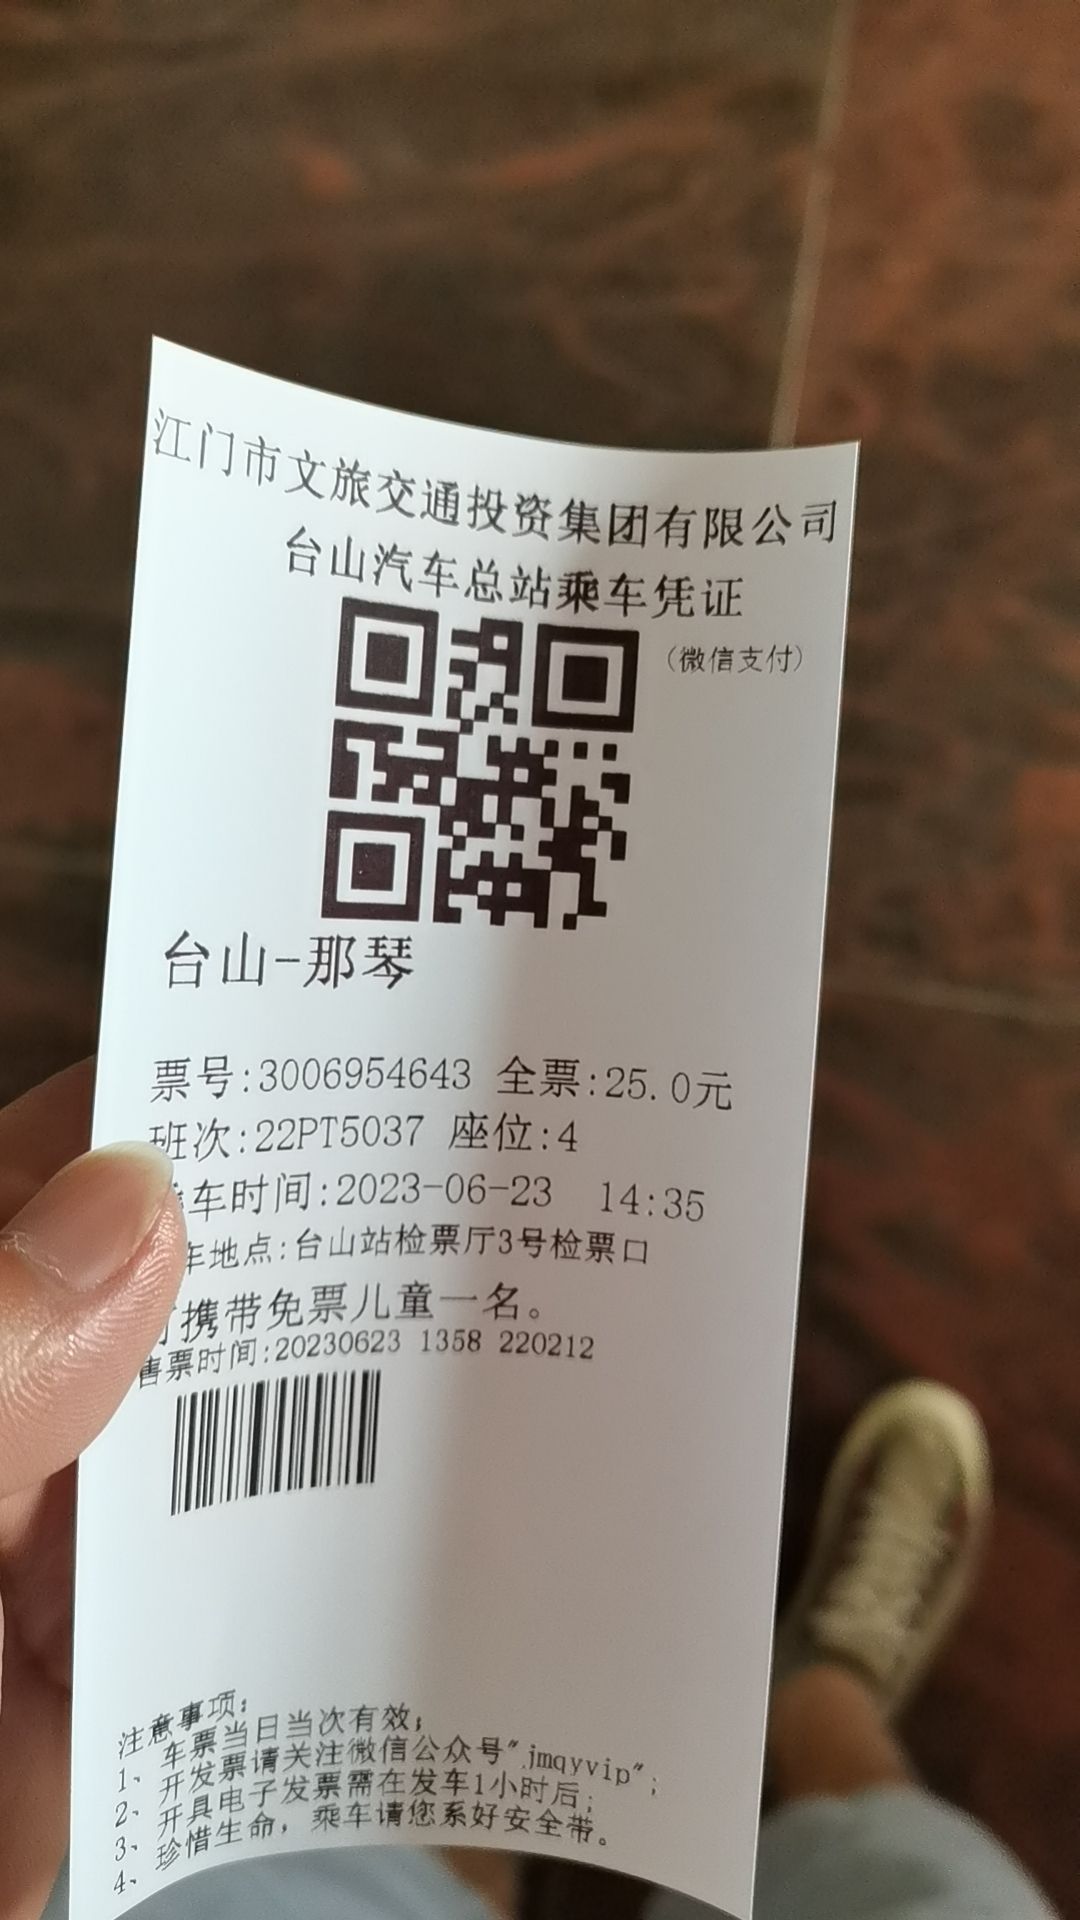 江门市文旅交通投资集团有限公司
台山汽车总站乘车凭证
(微信支付)
台山-那琴
票号:3006954643 全票:25.0元
班次:22PT5037 座位:4
车时间:2023-06-23 14:35
车地点:台山站检票厅3号检票口
携带免票儿童一名。
售票时间:20230623 1358 220212
注意事项:
1、车票当日当次有效;
2、开发票请关注微信公众号"jmqyvip";
3、开具电子发票需在发车1小时后;
4、珍惜生命,乘车请您系好安全带。